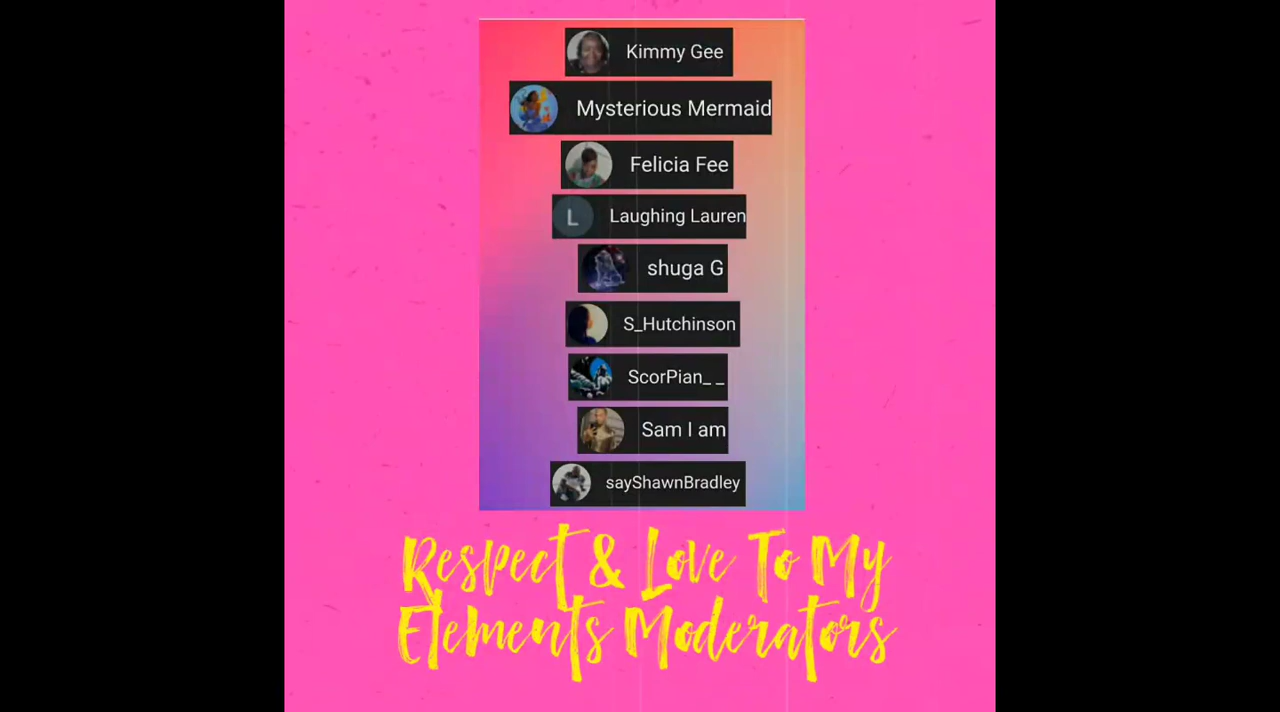 Kimmy Gee
Mysterious Mermaid
Felicia Fee
L Laughing Lauren
shuga G
S_Hutchinson
ScorPian_ _
Sam I am
sayShawnBradley
Respect & Love To My
Elements Moderators